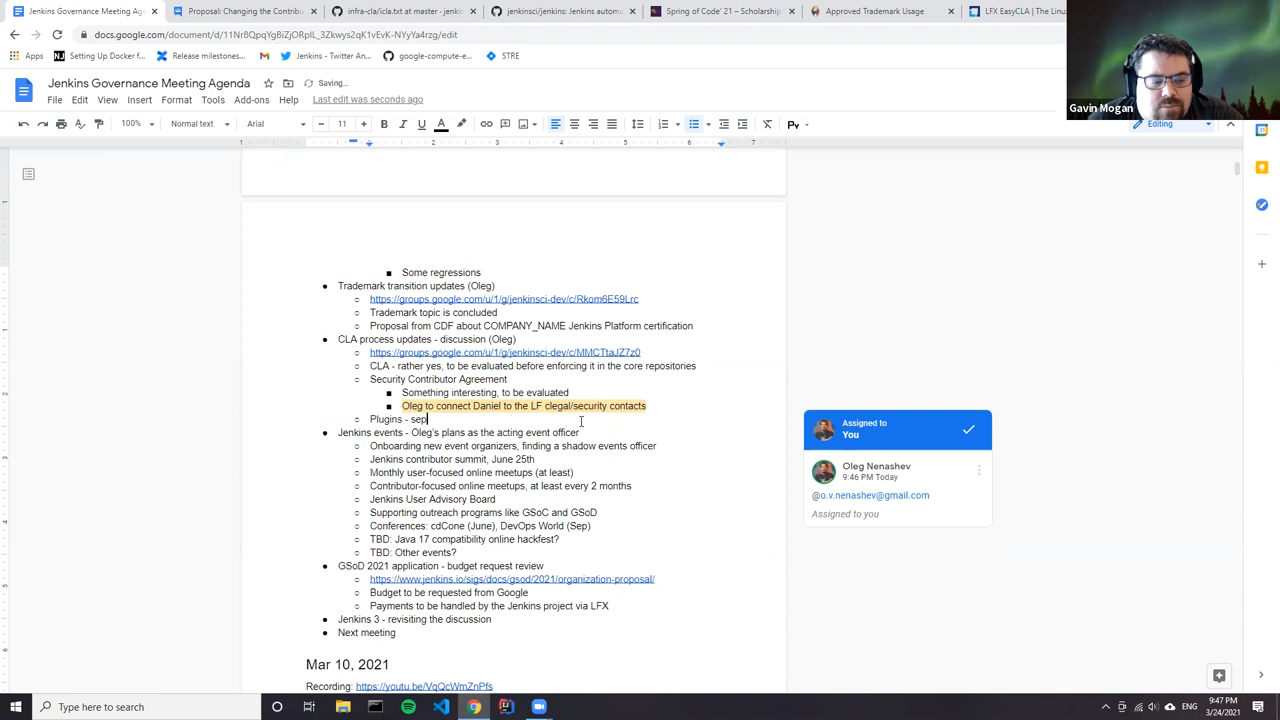 Jenkins Governance Meeting Age
Proposal: Changing the Contribu
infra-cla/icla.txt at master · jenkin
jenkinsci/jenkins: Jenkins automa
Spring of Code' 21 – Scholarship
Approved Trademark Usage
LFX EasyCLA | The Linu
docs.google.com/document/d/11Nr8QpqYgBiZjORplL_3Zkwys2qK1vEvK-NYyYa4rzg/edit
Apps
Setting Up Docker f...
Release milestones...
Jenkins - Twitter An...
google-compute-e...
STRE
Jenkins Governance Meeting Agenda
Saving...
File Edit View Insert Format Tools Add-ons Help Last edit was seconds ago
Gavin Mogan
100% Normal text Arial 11 Editing
1 2 3 4 5 6 7
■ Some regressions
● Trademark transition updates (Oleg)
○ https://groups.google.com/u/1/g/jenkinsci-dev/c/Rkom6E59Lrc
○ Trademark topic is concluded
○ Proposal from CDF about COMPANY_NAME Jenkins Platform certification
● CLA process updates - discussion (Oleg)
○ https://groups.google.com/u/1/g/jenkinsci-dev/c/MMCTtaJZ7z0
○ CLA - rather yes, to be evaluated before enforcing it in the core repositories
○ Security Contributor Agreement
■ Something interesting, to be evaluated
■ Oleg to connect Daniel to the LF clegal/security contacts
○ Plugins - sep
● Jenkins events - Oleg's plans as the acting event officer
○ Onboarding new event organizers, finding a shadow events officer
○ Jenkins contributor summit, June 25th
○ Monthly user-focused online meetups (at least)
○ Contributor-focused online meetups, at least every 2 months
○ Jenkins User Advisory Board
○ Supporting outreach programs like GSoC and GSoD
○ Conferences: cdCone (June), DevOps World (Sep)
○ TBD: Java 17 compatibility online hackfest?
○ TBD: Other events?
● GSoD 2021 application - budget request review
○ https://www.jenkins.io/sigs/docs/gsod/2021/organization-proposal/
○ Budget to be requested from Google
○ Payments to be handled by the Jenkins project via LFX
● Jenkins 3 - revisiting the discussion
● Next meeting
Mar 10, 2021
Recording: https://youtu.be/VqQcWmZnPfs
Assigned to
You
Oleg Nenashev
9:46 PM Today
@o.v.nenashev@gmail.com
Assigned to you
Type here to search
ENG
9:47 PM
3/24/2021